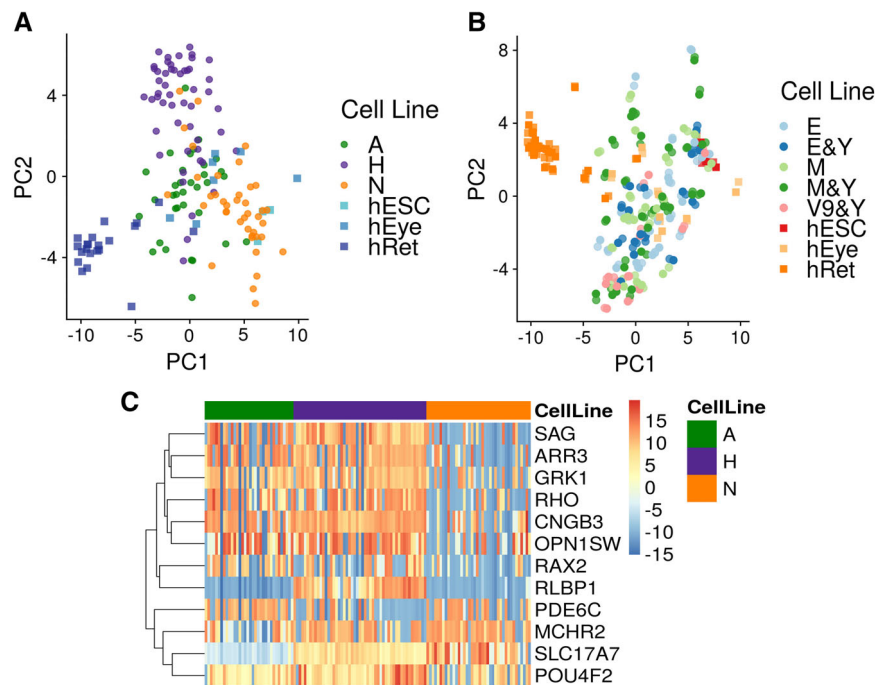 A
PC2
4
0
-4
-10
-5
0
5
10
PC1
Cell Line
A
H
N
hESC
hEye
hRet
B
PC2
8
4
0
-4
-10
-5
0
5
10
PC1
Cell Line
E
E&Y
M
M&Y
V9&Y
hESC
hEye
hRet
C
CellLine
SAG
ARR3
GRK1
RHO
CNGB3
OPN1SW
RAX2
RLBP1
PDE6C
MCHR2
SLC17A7
POU4F2
15
10
5
0
-5
-10
-15
CellLine
A
H
N